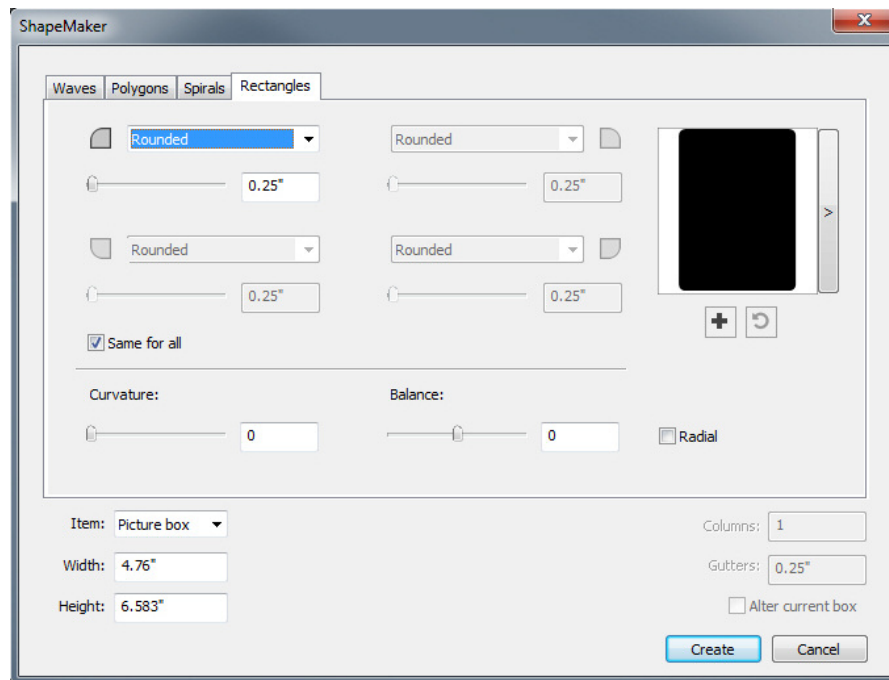 ShapeMaker
Waves Polygons Spirals Rectangles
Rounded Rounded
0.25" 0.25"
Rounded Rounded
0.25" 0.25"
>
Same for all
Curvature: Balance:
0 0
Radial
Item: Picture box Columns: 1
Width: 4.76" Gutters: 0.25"
Height: 6.583" Alter current box
Create Cancel